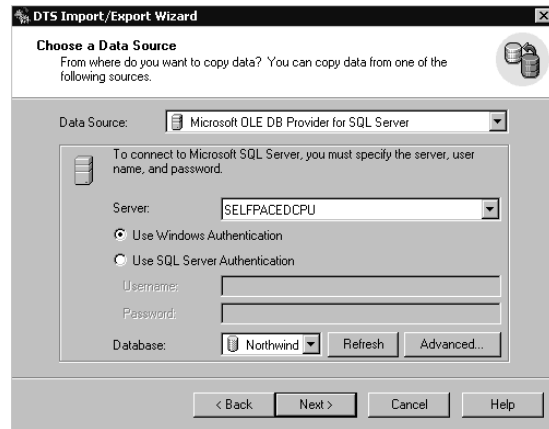 DTS Import/Export Wizard
Choose a Data Source
From where do you want to copy data? You can copy data from one of the
following sources.
Data Source: Microsoft OLE DB Provider for SQL Server
To connect to Microsoft SQL Server, you must specify the server, user
name, and password.
Server: SELFPACEDCPU
Use Windows Authentication
Use SQL Server Authentication
Username:
Password:
Database: Northwind Refresh Advanced...
< Back Next > Cancel Help